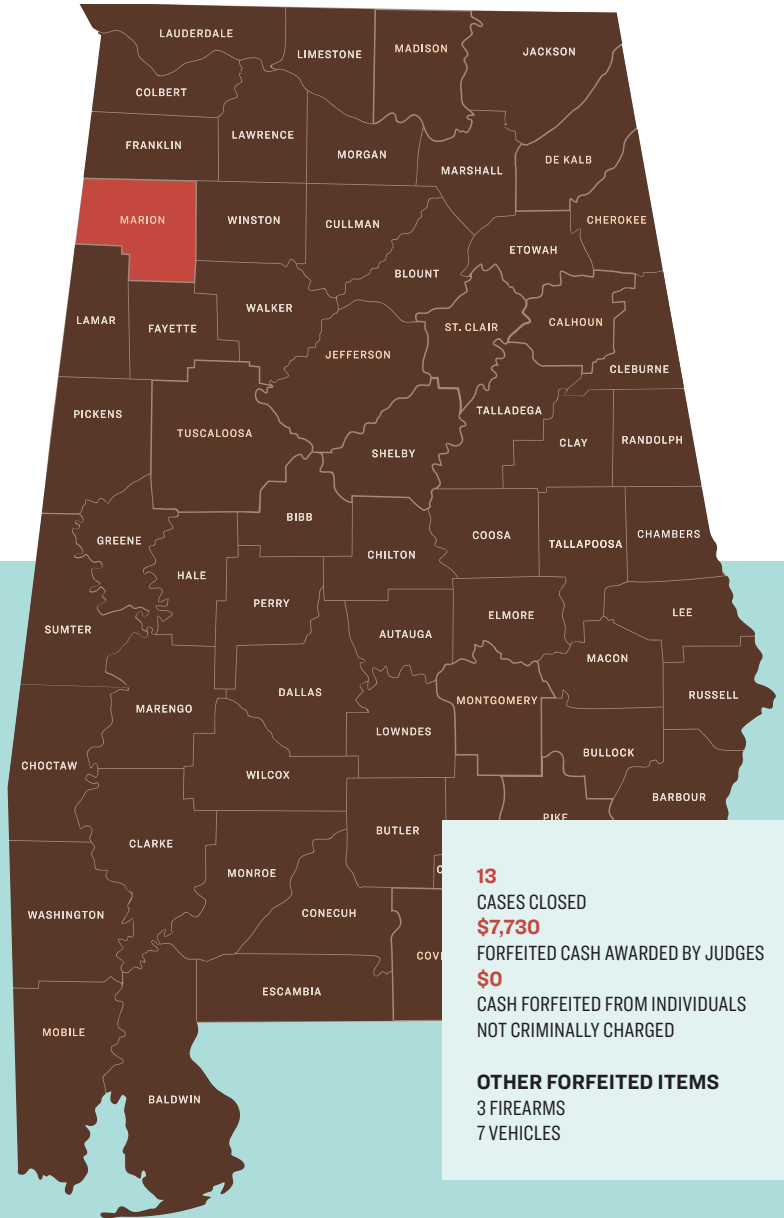 LAUDERDALE
LIMESTONE
MADISON
JACKSON
COLBERT
FRANKLIN
LAWRENCE
MORGAN
MARSHALL
DE KALB
MARION
WINSTON
CULLMAN
CHEROKEE
ETOWAH
BLOUNT
LAMAR
FAYETTE
WALKER
JEFFERSON
ST. CLAIR
CALHOUN
CLEBURNE
PICKENS
TUSCALOOSA
TALLADEGA
SHELBY
CLAY
RANDOLPH
GREENE
BIBB
HALE
CHILTON
COOSA
TALLAPOOSA
CHAMBERS
SUMTER
PERRY
AUTAUGA
ELMORE
LEE
MACON
MARENGO
DALLAS
MONTGOMERY
RUSSELL
LOWNDES
CHOCTAW
WILCOX
BULLOCK
BARBOUR
CLARKE
BUTLER
PIKE
MONROE
C
WASHINGTON
CONECUH
COVI
ESCAMBIA
MOBILE
BALDWIN
13
CASES CLOSED
$7,730
FORFEITED CASH AWARDED BY JUDGES
$0
CASH FORFEITED FROM INDIVIDUALS
NOT CRIMINALLY CHARGED
OTHER FORFEITED ITEMS
3 FIREARMS
7 VEHICLES